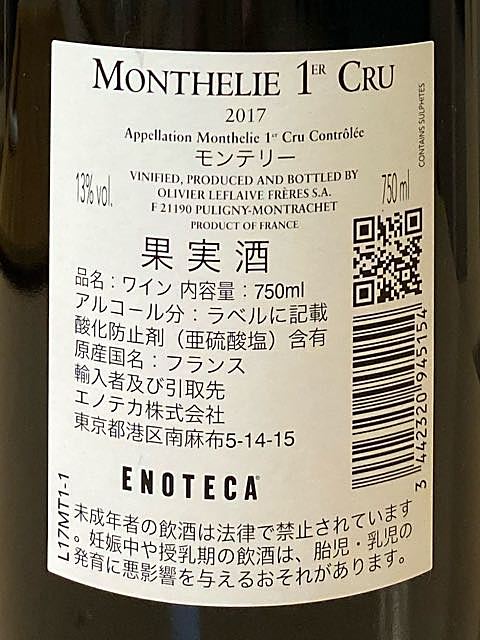 MONTHELIE 1ER CRU
2017
Appellation Monthelie 1er Cru Contrôlée
モンテリー
VINIFIED, PRODUCED AND BOTTLED BY
OLIVIER LEFLAIVE FRÈRES S.A.
F 21190 PULIGNY-MONTRACHET
PRODUCT OF FRANCE
13% vol.
750 ml
CONTAINS SULPHITES
果実酒
品名：ワイン 内容量：750ml
アルコール分：ラベルに記載
酸化防止剤（亜硫酸塩）含有
原産国名：フランス
輸入者及び引取先
エノテカ株式会社
東京都港区南麻布5-14-15
3 442320 945154
ENOTECA
L17MT1-1
未成年者の飲酒は法律で禁止されています
。妊娠中や授乳期の飲酒は、胎児・乳児の
発育に悪影響を与えるおそれがあります。